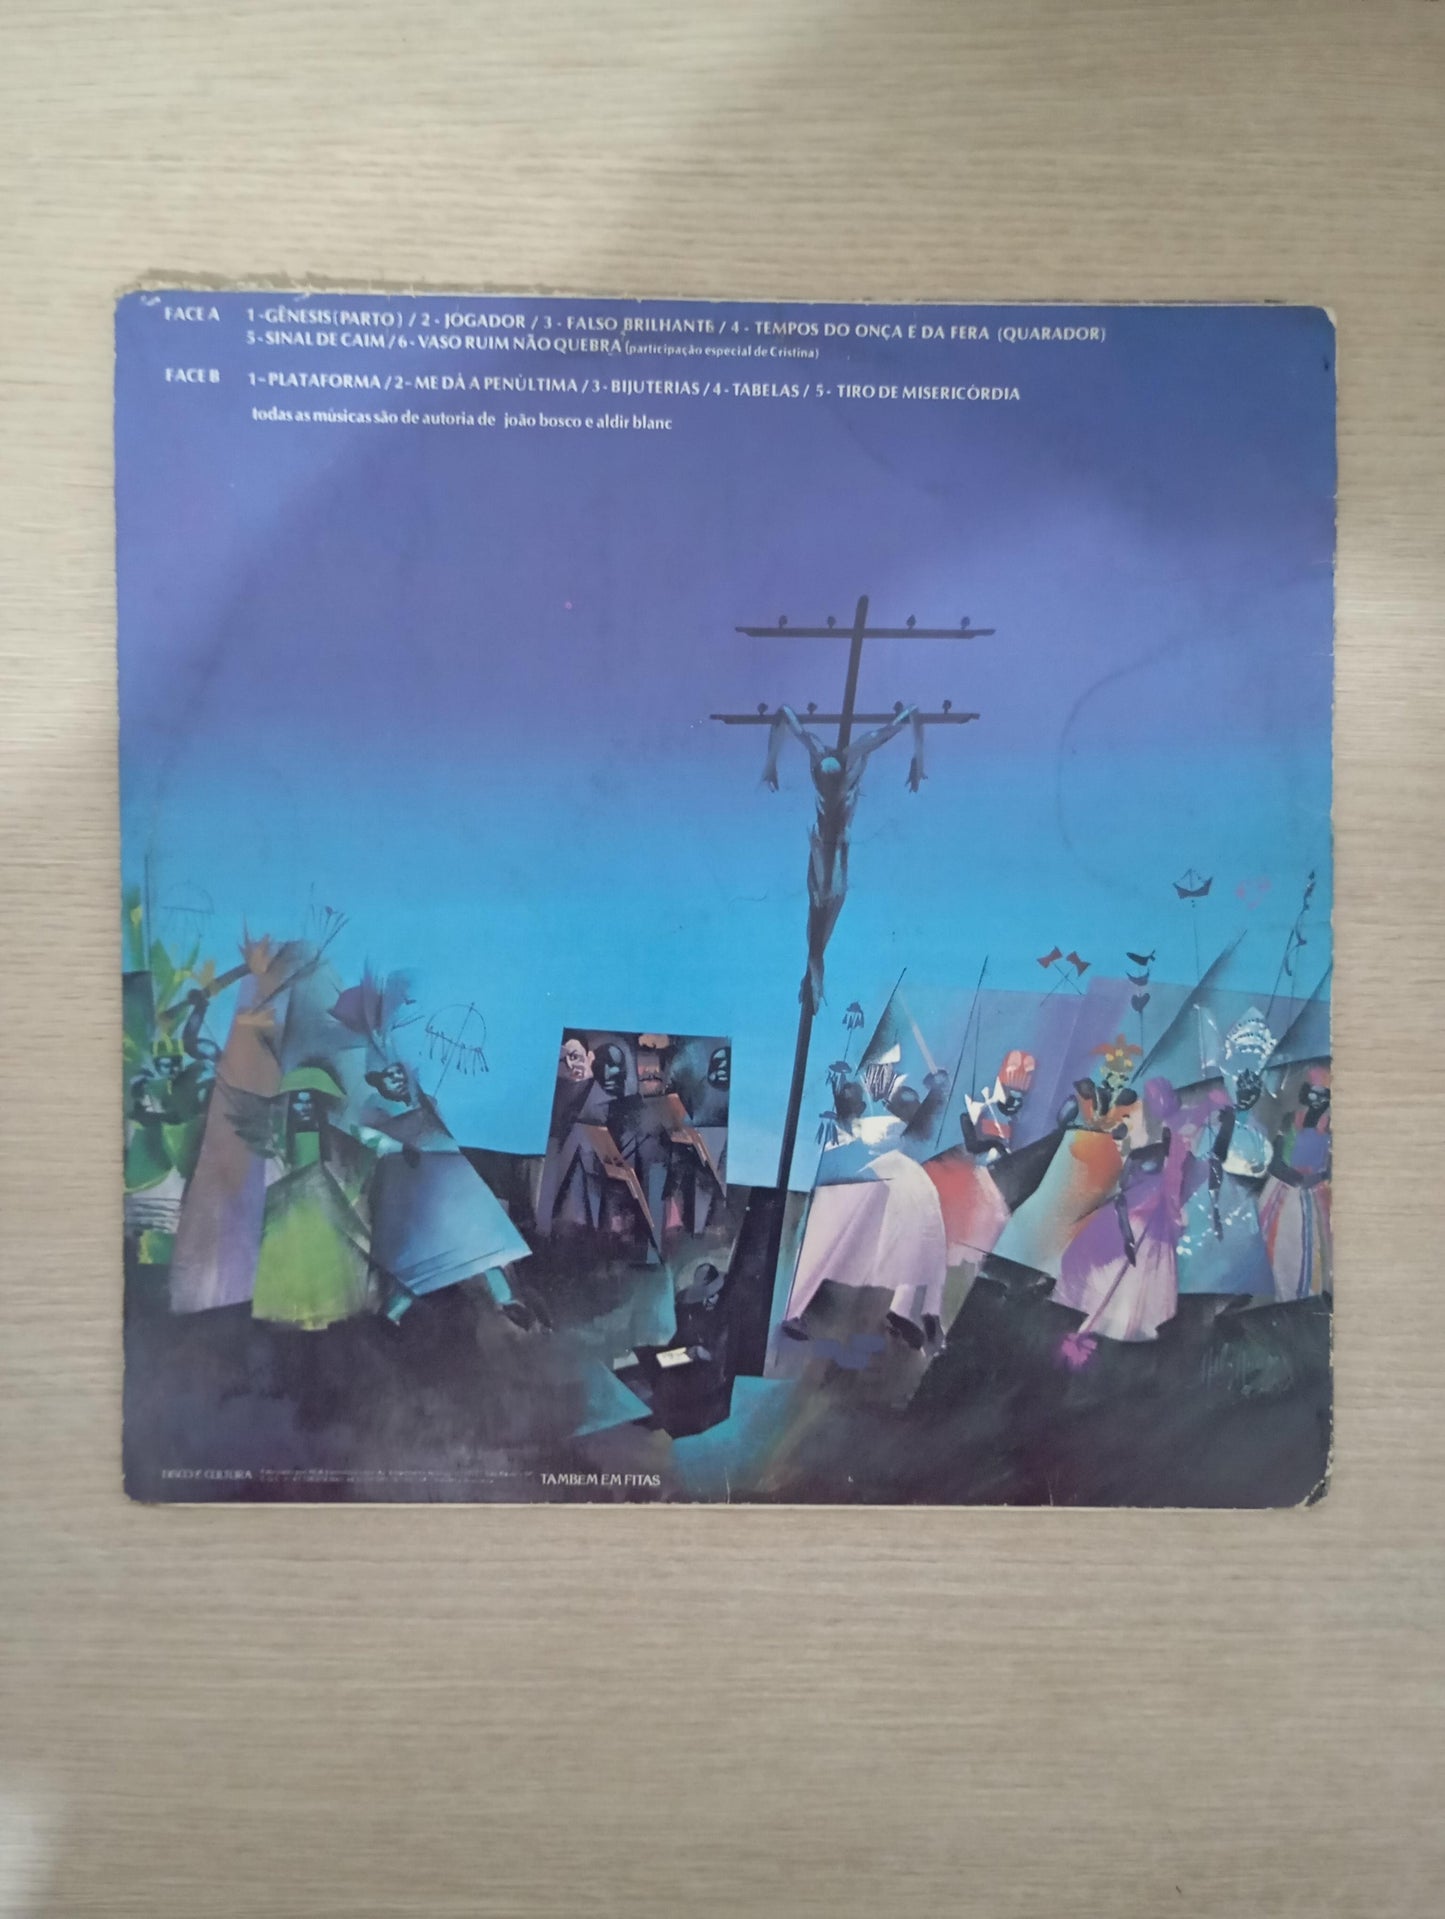 FACE A 1-GÊNESIS (PARTO) / 2 - JOGADOR / 3 - FALSO BRILHANTE / 4 - TEMPOS DO ONÇA E DA FERA (QUARADOR)
5-SINAL DE CAIM / 6-VASO RUIM NÃO QUEBRA (participação especial de Cristina)
FACE B 1-PLATAFORMA / 2-ME DÁ A PENÚLTIMA / 3-BIJUTERIAS / 4-TABELAS / 5- TIRO DE MISERICÓRDIA
todas as músicas são de autoria de joão bosco e aldir blanc
DISCO É CULTURA
TAMBEM EM FITAS